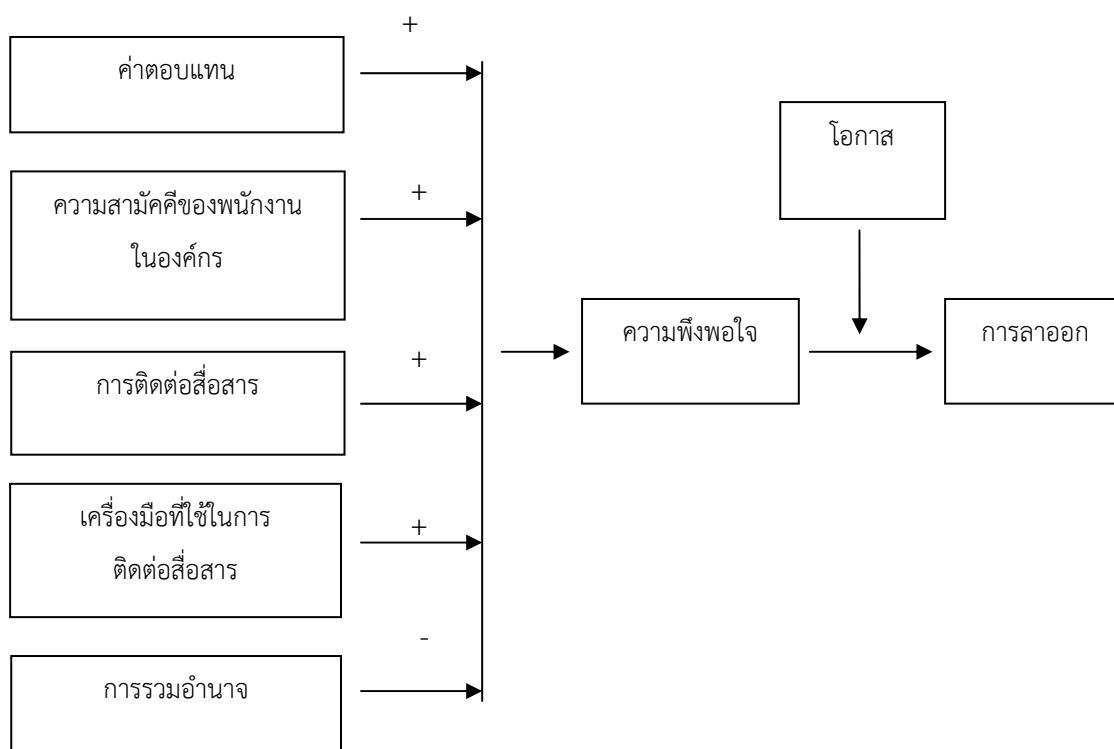 +
ค่าตอบแทน
โอกาส
ความสามัคคีของพนักงาน
ในองค์กร
+
ความพึงพอใจ
การลาออก
การติดต่อสื่อสาร
+
เครื่องมือที่ใช้ในการ
ติดต่อสื่อสาร
+
-
การรวมอำนาจ